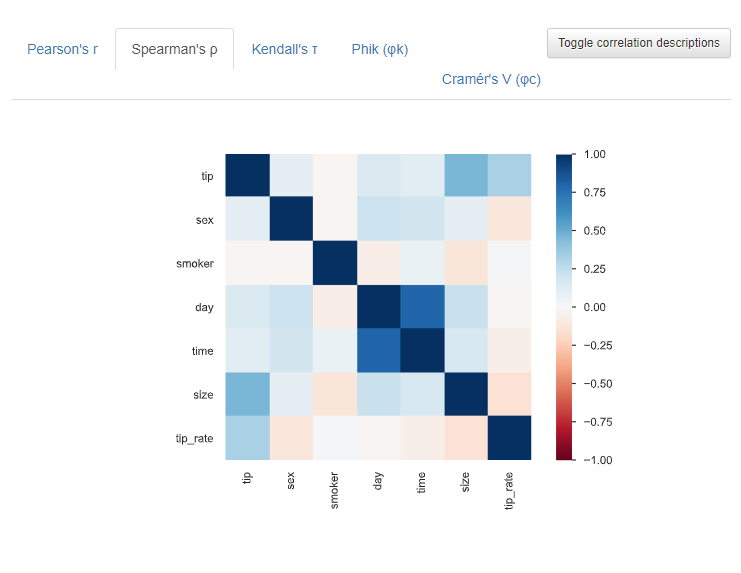 Pearson's r
Spearman's ρ
Kendall's τ
Phik (φk)
Toggle correlation descriptions
Cramér's V (φc)
tip
sex
smoker
day
time
size
tip_rate
tip
sex
smoker
day
time
size
tip_rate
1.00
0.75
0.50
0.25
0.00
−0.25
−0.50
−0.75
−1.00